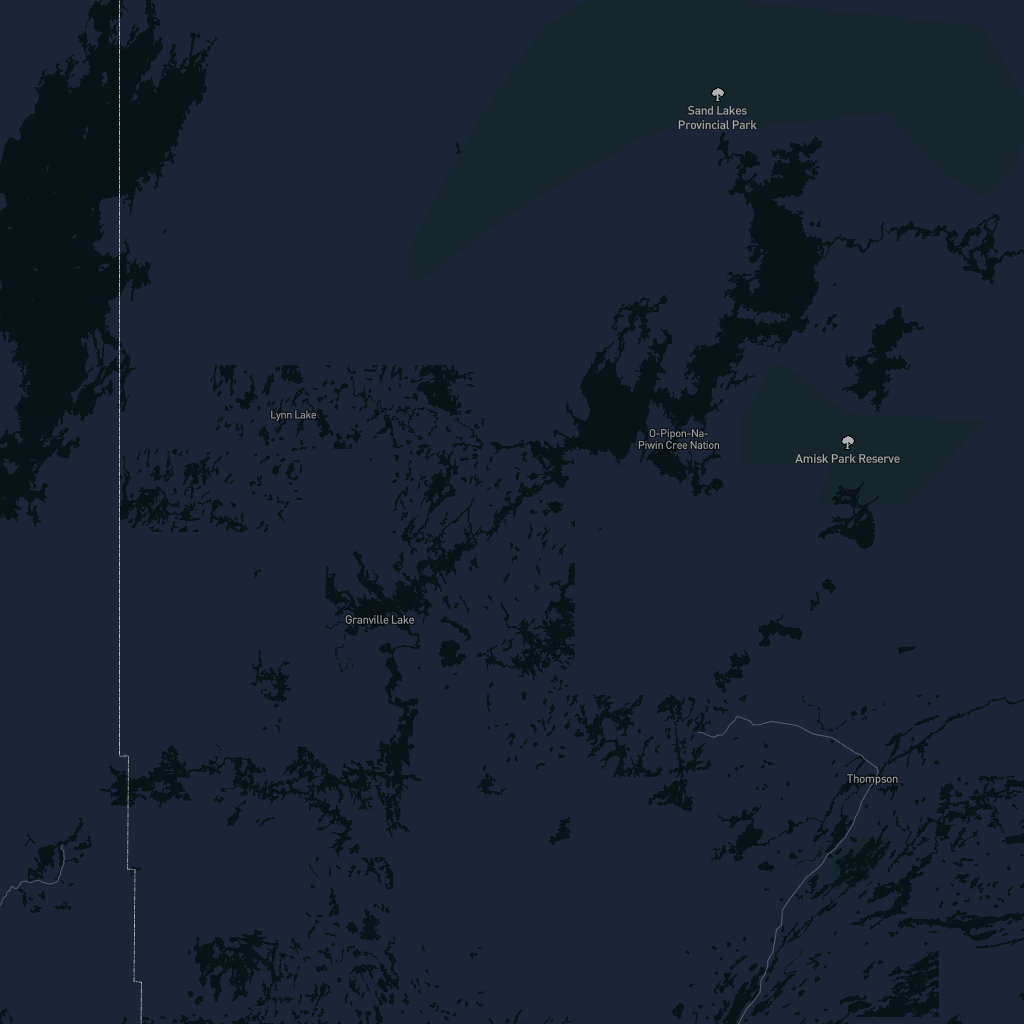 Sand Lakes
Provincial Park
Lynn Lake
O-Pipon-Na-
Piwin Cree Nation
Amisk Park Reserve
Granville Lake
Thompson